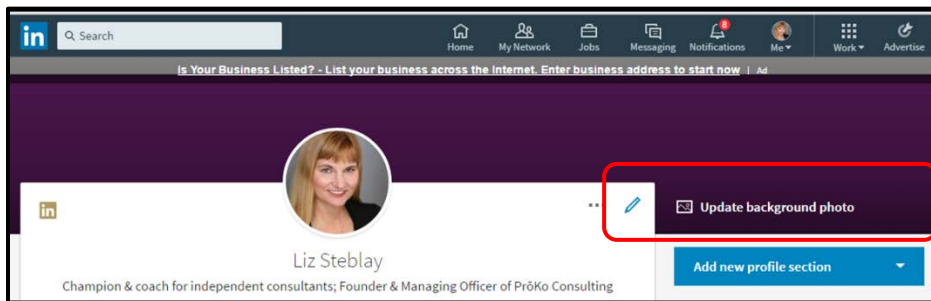 in Search Home My Network Jobs Messaging 8 Notifications Me Work Advertise
Is Your Business Listed? - List your business across the Internet. Enter business address to start now | Ad
in
Update background photo
Liz Steblay
Add new profile section
Champion & coach for independent consultants; Founder & Managing Officer of PrōKo Consulting